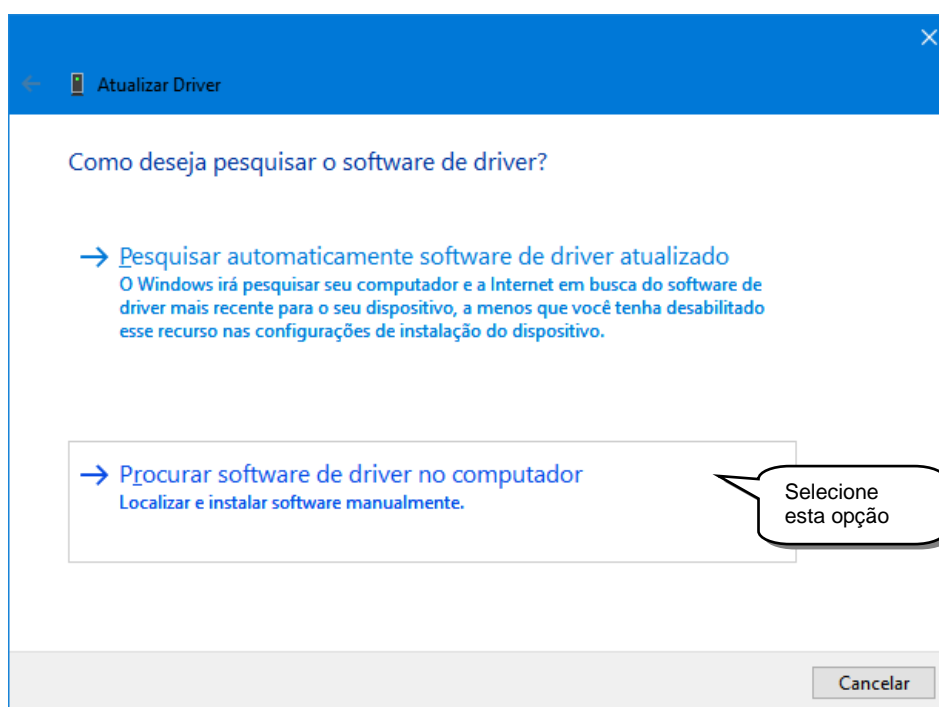 Atualizar Driver
Como deseja pesquisar o software de driver?
Pesquisar automaticamente software de driver atualizado
O Windows irá pesquisar seu computador e a Internet em busca do software de
driver mais recente para o seu dispositivo, a menos que você tenha desabilitado
esse recurso nas configurações de instalação do dispositivo.
Procurar software de driver no computador
Localizar e instalar software manualmente.
Selecione
esta opção
Cancelar